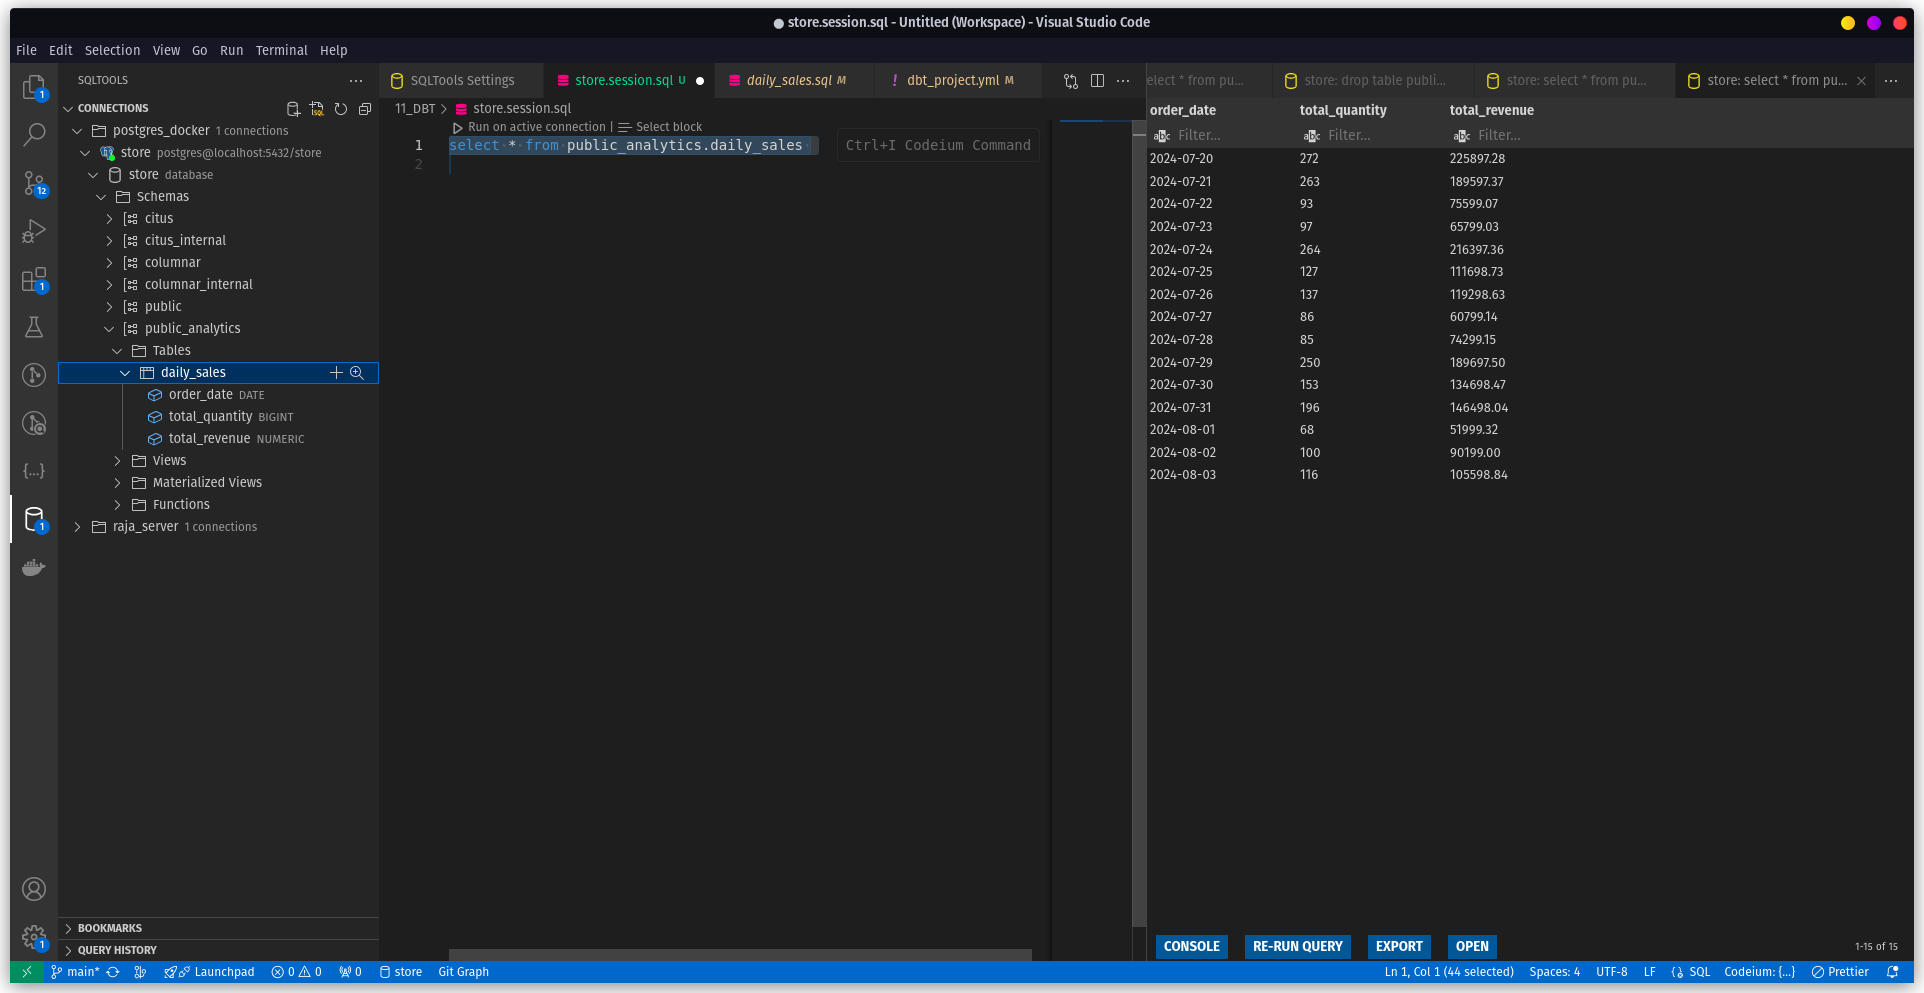 store.session.sql - Untitled (Workspace) - Visual Studio Code
File Edit Selection View Go Run Terminal Help
SQLTOOLS
CONNECTIONS
postgres_docker 1 connections
store postgres@localhost:5432/store
store database
Schemas
citus
citus_internal
columnar
columnar_internal
public
public_analytics
Tables
daily_sales
order_date DATE
total_quantity BIGINT
total_revenue NUMERIC
Views
Materialized Views
Functions
raja_server 1 connections
BOOKMARKS
QUERY HISTORY
1
12
1
1
1
SQLTools Settings
store.session.sql U
daily_sales.sql M
! dbt_project.yml M
11_DBT > store.session.sql
Run on active connection | Select block
1 select * from public_analytics.daily_sales
Ctrl+I Codeium Command
2
elect * from pu...
store: drop table publi...
store: select * from pu...
store: select * from pu...
order_date total_quantity total_revenue
abc Filter... abc Filter... abc Filter...
2024-07-20 272 225897.28
2024-07-21 263 189597.37
2024-07-22 93 75599.07
2024-07-23 97 65799.03
2024-07-24 264 216397.36
2024-07-25 127 111698.73
2024-07-26 137 119298.63
2024-07-27 86 60799.14
2024-07-28 85 74299.15
2024-07-29 250 189697.50
2024-07-30 153 134698.47
2024-07-31 196 146498.04
2024-08-01 68 51999.32
2024-08-02 100 90199.00
2024-08-03 116 105598.84
CONSOLE RE-RUN QUERY EXPORT OPEN 1-15 of 15
main* Launchpad 0 0 0 store Git Graph
Ln 1, Col 1 (44 selected) Spaces: 4 UTF-8 LF SQL Codeium: {...} Prettier